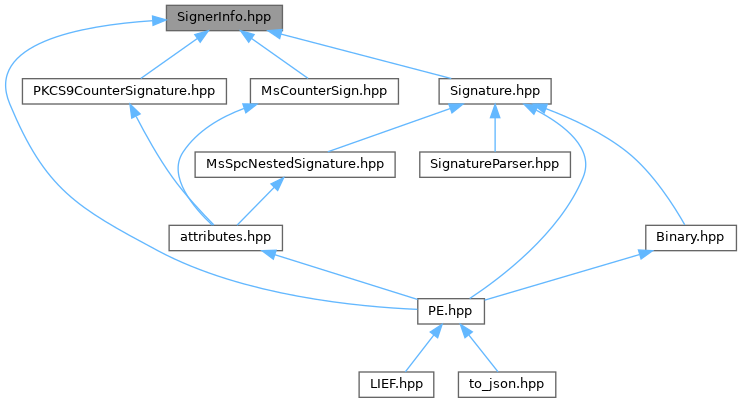 SignerInfo.hpp
PKCS9CounterSignature.hpp
MsCounterSign.hpp
Signature.hpp
MsSpcNestedSignature.hpp
SignatureParser.hpp
attributes.hpp
Binary.hpp
PE.hpp
LIEF.hpp
to_json.hpp